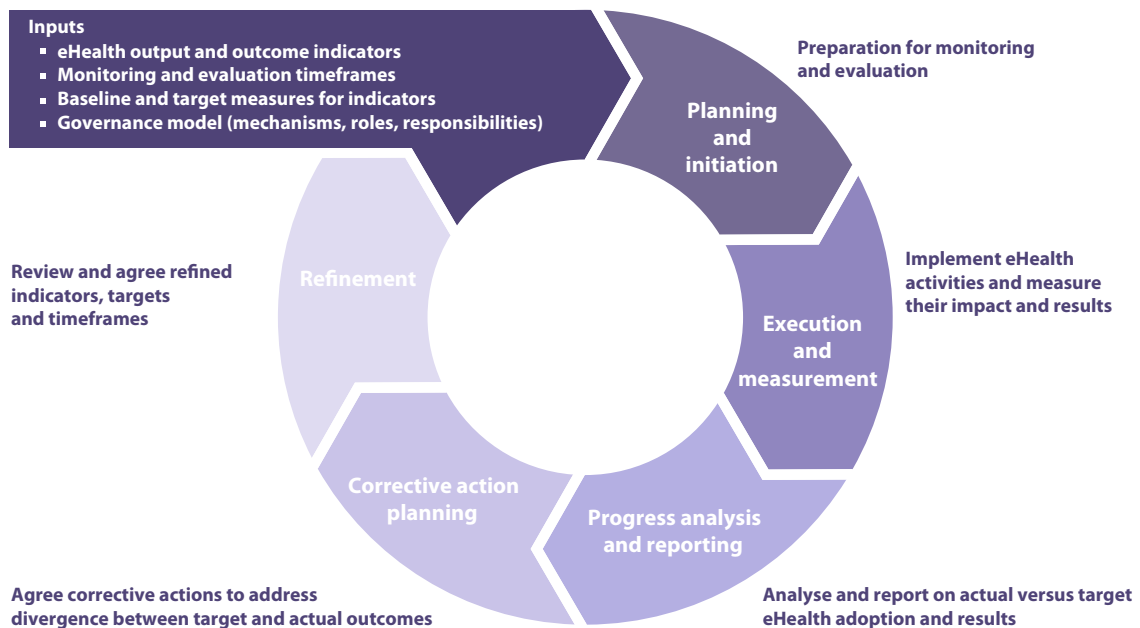 Inputs
▪ eHealth output and outcome indicators
▪ Monitoring and evaluation timeframes
▪ Baseline and target measures for indicators
▪ Governance model (mechanisms, roles, responsibilities)
Planning
and
initiation
Preparation for monitoring
and evaluation
Execution
and
measurement
Implement eHealth
activities and measure
their impact and results
Progress analysis
and reporting
Analyse and report on actual versus target
eHealth adoption and results
Corrective action
planning
Agree corrective actions to address
divergence between target and actual outcomes
Refinement
Review and agree refined
indicators, targets
and timeframes